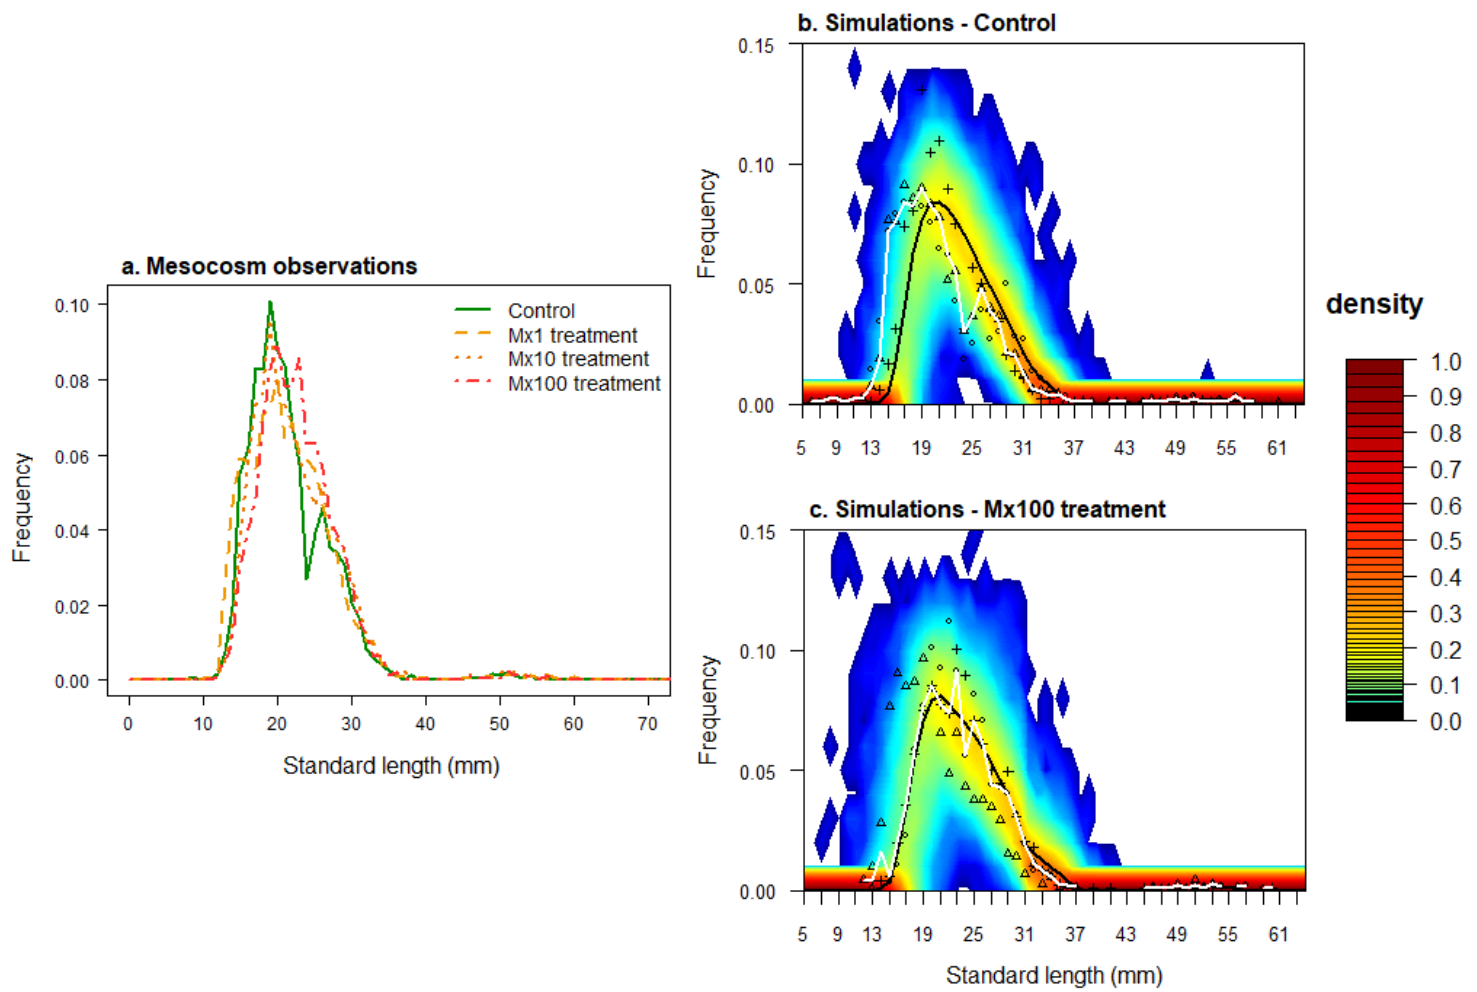 a. Mesocosm observations
Frequency
0.10
0.08
0.06
0.04
0.02
0.00
Control
Mx1 treatment
Mx10 treatment
Mx100 treatment
0 10 20 30 40 50 60 70
Standard length (mm)
b. Simulations - Control
Frequency
0.15
0.10
0.05
0.00
5 9 13 19 25 31 37 43 49 55 61
c. Simulations - Mx100 treatment
Frequency
0.15
0.10
0.05
0.00
5 9 13 19 25 31 37 43 49 55 61
Standard length (mm)
density
1.0
0.9
0.8
0.7
0.6
0.5
0.4
0.3
0.2
0.1
0.0